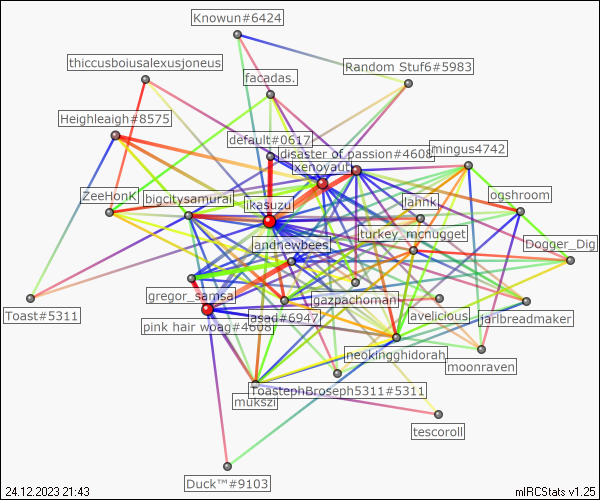 Knowun#6424
thiccusboiusalexusjoneus
Random Stuf6#5983
facadas.
Heighleaigh#8575
default#0617
disaster of passion#4608
mingus4742
xenoyaut
ZeeHonK
bigcitysamurai
ikasuzu
lahnk
ogshroom
turkey_mcnugget
andrewbees
Dogger_Dig
gregor_samsa
gazpachoman
Toast#5311
asad#6947
avelicious
jarlbreadmaker
pink hair woag#4608
neokingghidorah
moonraven
ToastephBroseph5311#5311
mukszi
tescoroll
Duck™#9103
24.12.2023 21:43
mIRCStats v1.25